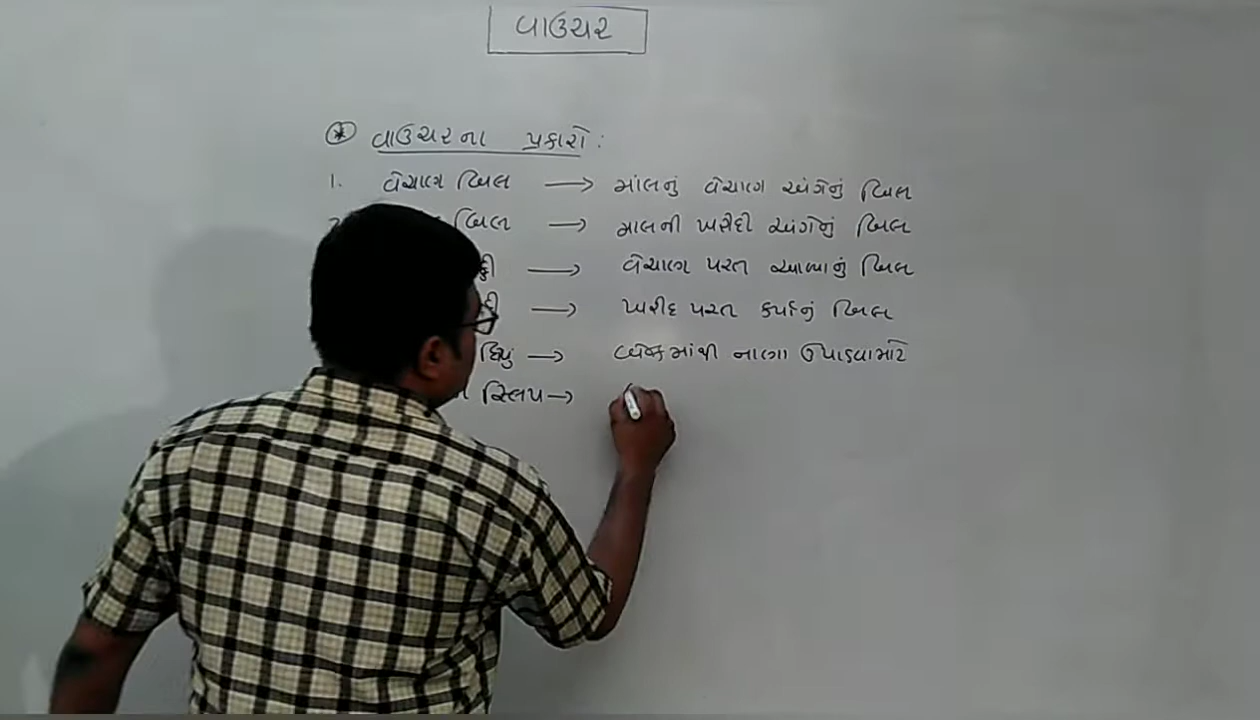 વાઉચર
* વાઉચરના પ્રકારો :
1. વેચાણ બિલ → માલનું વેચાણ અંગેનું બિલ
બિલ → માલની ખરીદી અંગેનું બિલ
→ વેચાણ પરત આવ્યાનું બિલ
→ ખરીદ પરત કર્યાનું બિલ
→ બેંકમાંથી નાણા ઉપાડવા માટે
સ્લિપ →